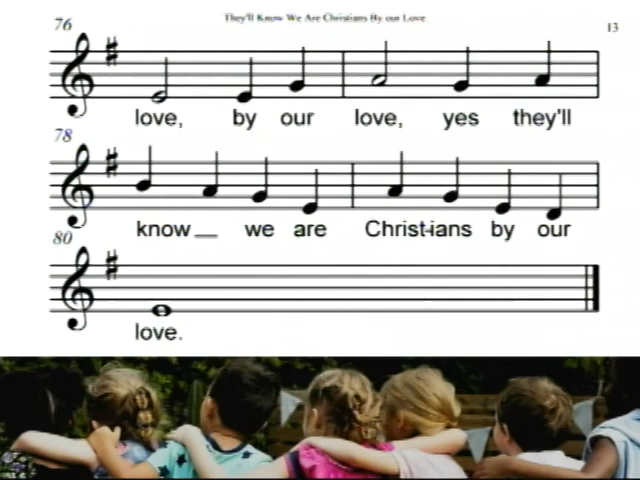 They'll Know We Are Christians By our Love
13
76
love, by our love, yes they'll
78
know__ we are Christ-ians by our
80
love.